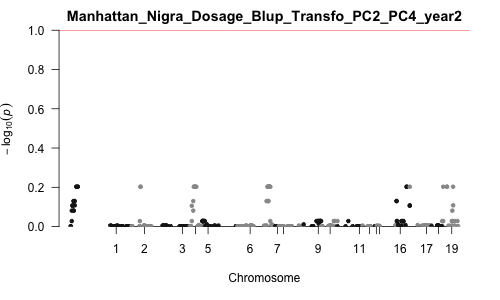 Manhattan_Nigra_Dosage_Blup_Transfo_PC2_PC4_year2
− log10(p)
1.0
0.8
0.6
0.4
0.2
0.0
1 2 3 5 6 7 9 11 16 17 19
Chromosome